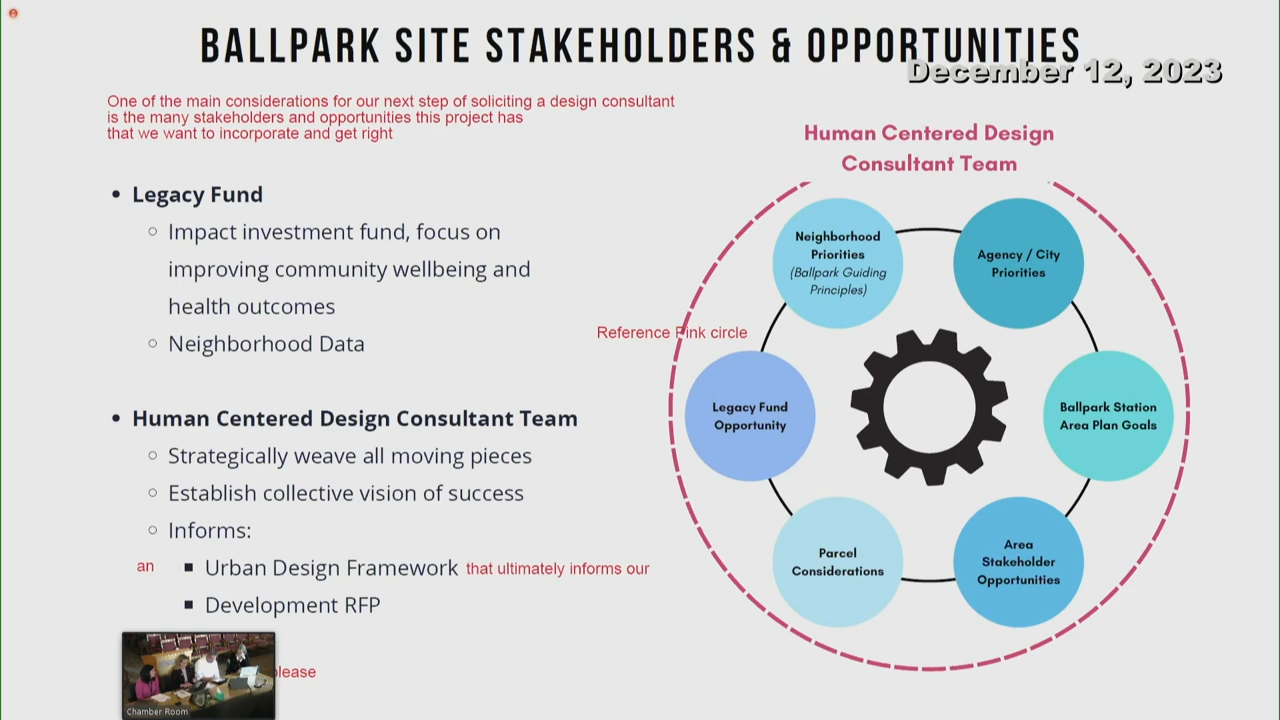 BALLPARK SITE STAKEHOLDERS & OPPORTUNITIES
December 12, 2023
One of the main considerations for our next step of soliciting a design consultant
is the many stakeholders and opportunities this project has
that we want to incorporate and get right
Human Centered Design
Consultant Team
• Legacy Fund
○ Impact investment fund, focus on
improving community wellbeing and
health outcomes
○ Neighborhood Data
• Human Centered Design Consultant Team
○ Strategically weave all moving pieces
○ Establish collective vision of success
○ Informs:
an ■ Urban Design Framework that ultimately informs our
■ Development RFP
Reference Pink circle
Neighborhood
Priorities
(Ballpark Guiding
Principles)
Agency / City
Priorities
Legacy Fund
Opportunity
Ballpark Station
Area Plan Goals
Parcel
Considerations
Area
Stakeholder
Opportunities
Chamber Room